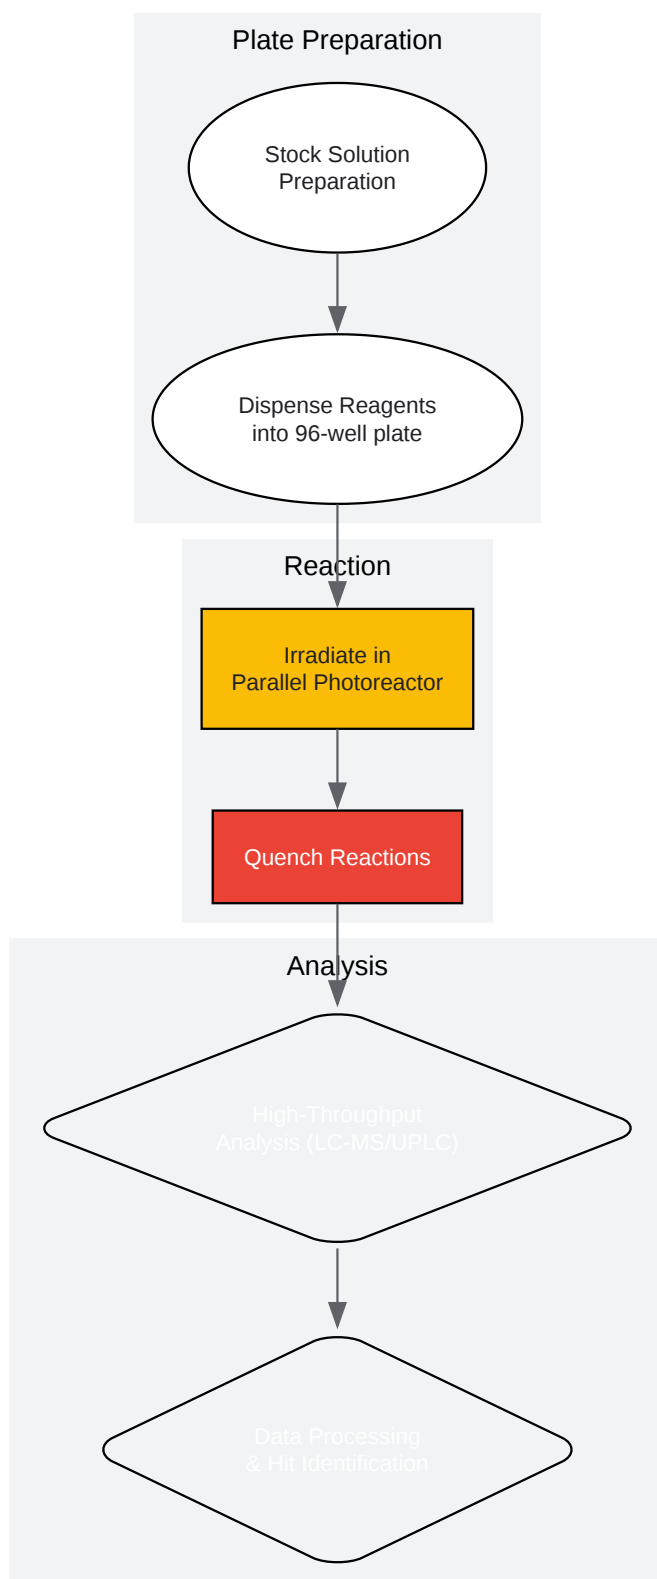 Plate Preparation
Stock Solution
Preparation
Dispense Reagents
into 96-well plate
Reaction
Irradiate in
Parallel Photoreactor
Quench Reactions
Analysis
High-Throughput
Analysis (LC-MS/UPLC)
Data Processing
& Hit Identification